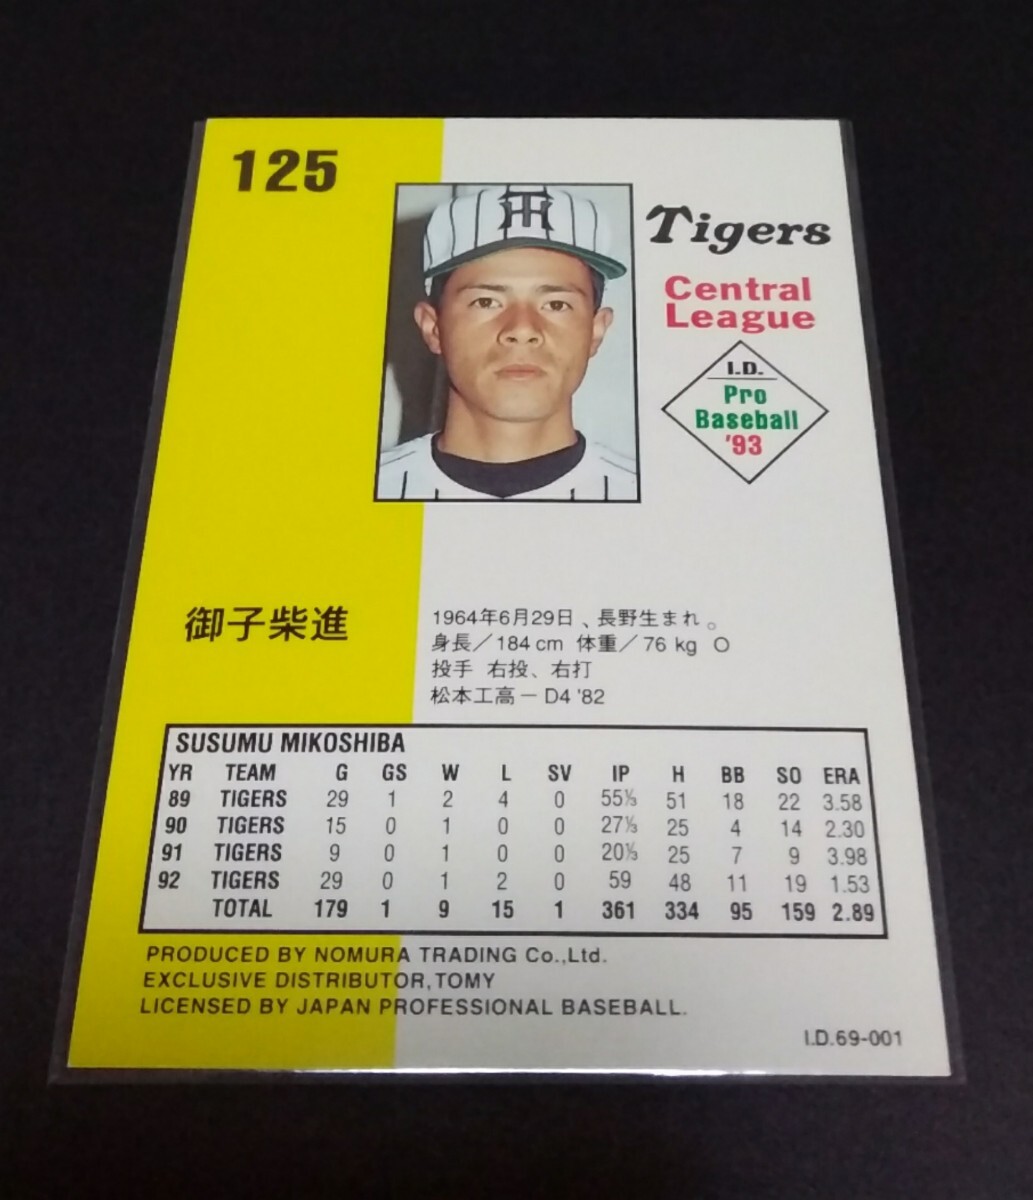 125
TH
Tigers
Central
League
I.D.
Pro
Baseball
'93
御子柴進
1964年6月29日、長野生まれ。
身長／184cm 体重／76kg O
投手 右投、右打
松本工高－D4 '82
SUSUMU MIKOSHIBA
YR TEAM G GS W L SV IP H BB SO ERA
89 TIGERS 29 1 2 4 0 55⅓ 51 18 22 3.58
90 TIGERS 15 0 1 0 0 27⅓ 25 4 14 2.30
91 TIGERS 9 0 1 0 0 20⅓ 25 7 9 3.98
92 TIGERS 29 0 1 2 0 59 48 11 19 1.53
TOTAL 179 1 9 15 1 361 334 95 159 2.89
PRODUCED BY NOMURA TRADING Co.,Ltd.
EXCLUSIVE DISTRIBUTOR,TOMY
LICENSED BY JAPAN PROFESSIONAL BASEBALL.
I.D.69-001